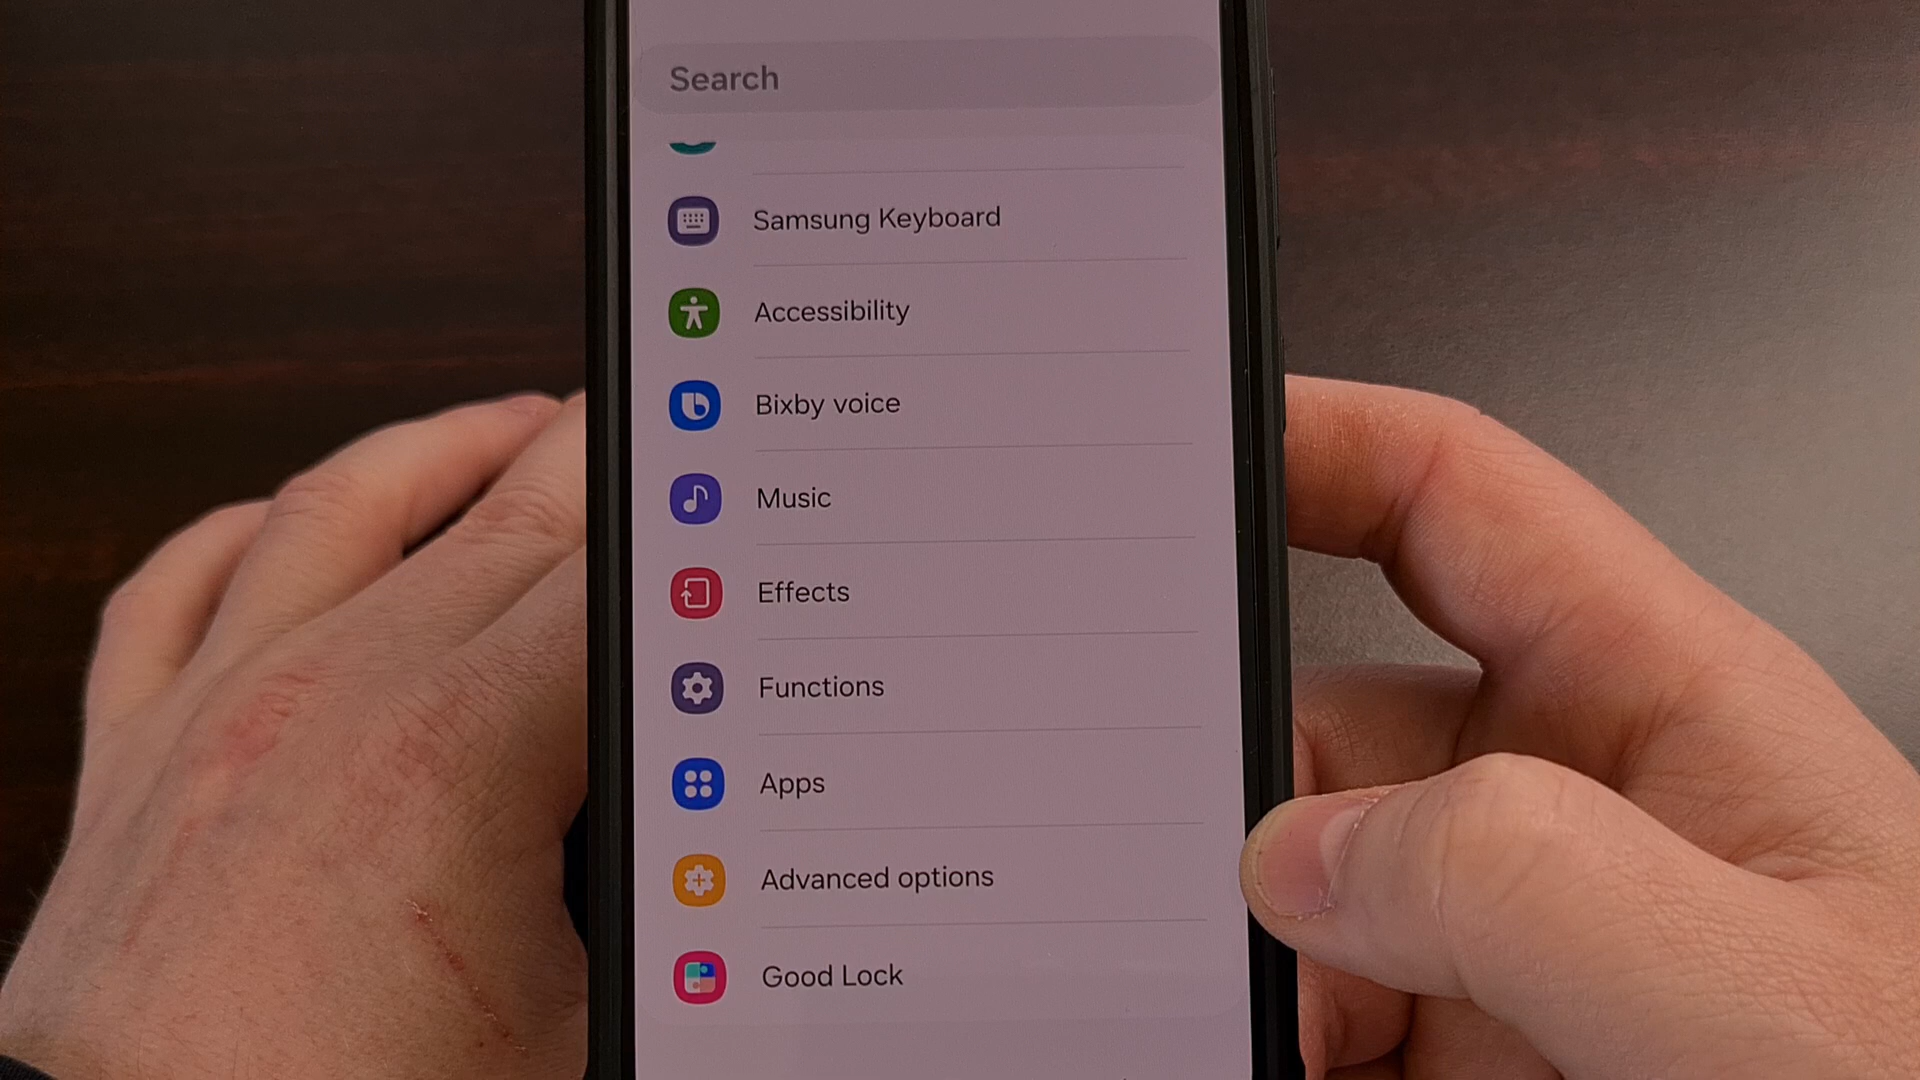 Search
Samsung Keyboard
Accessibility
Bixby voice
Music
Effects
Functions
Apps
Advanced options
Good Lock